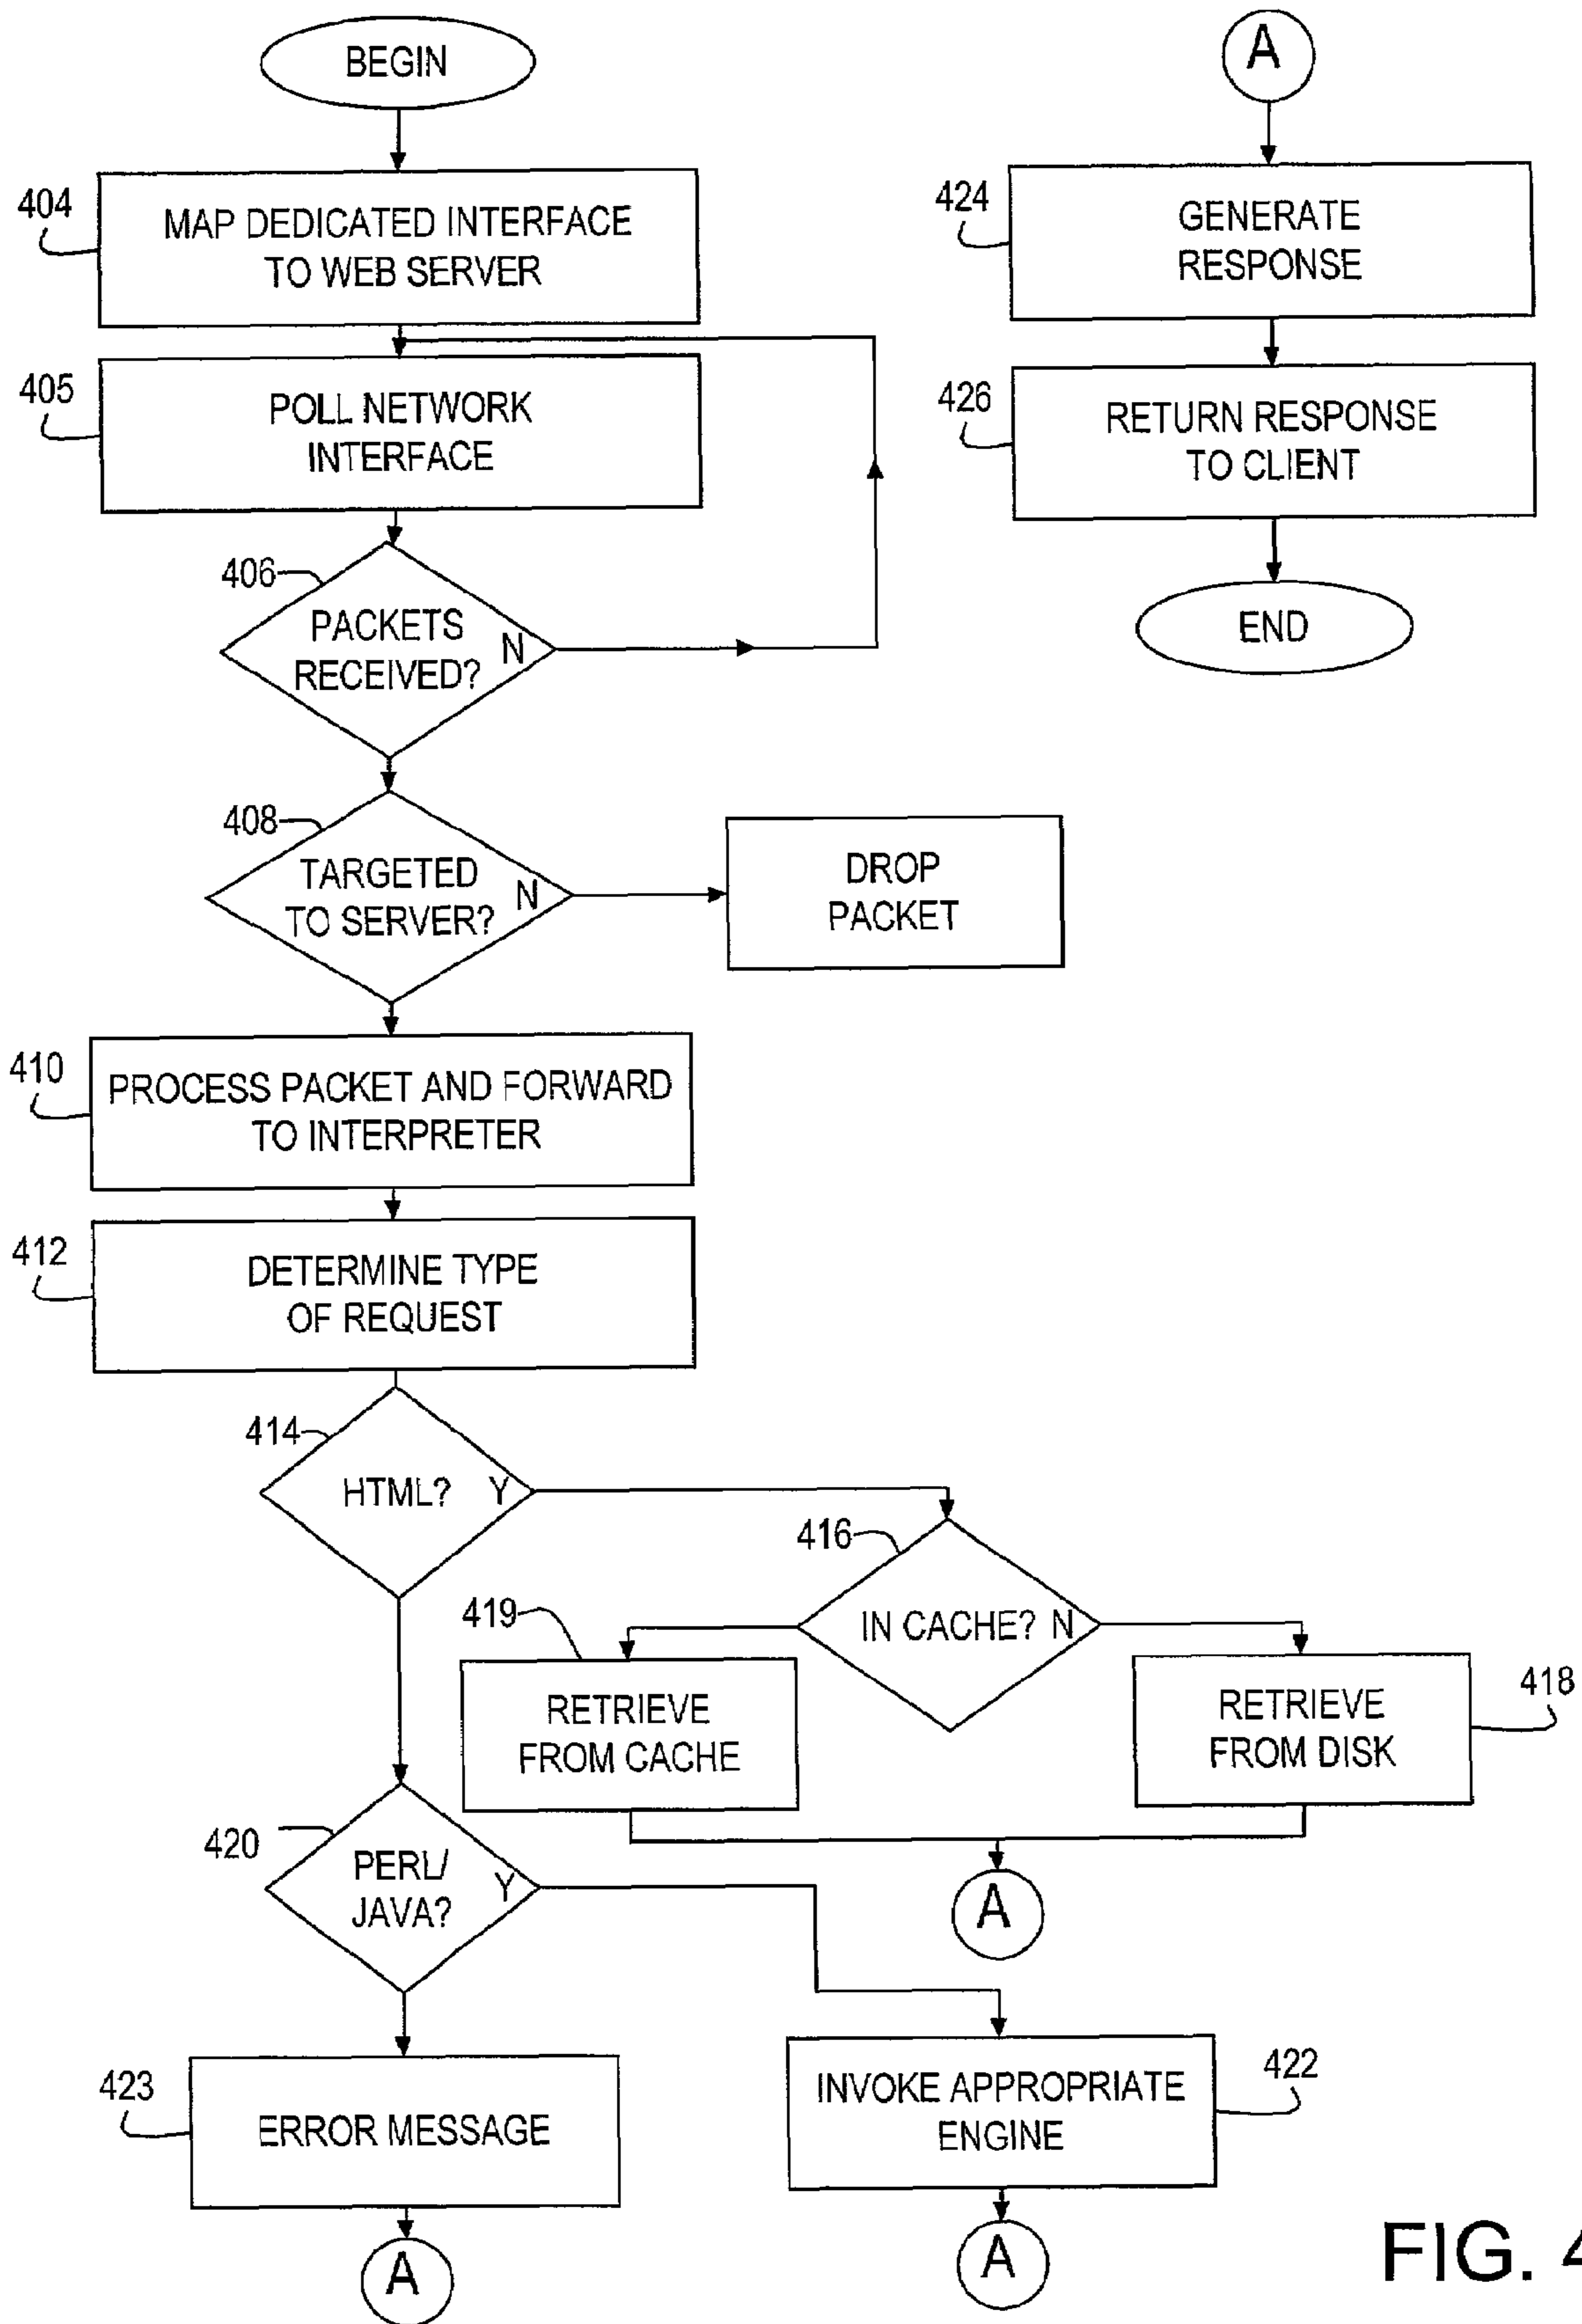 BEGIN
404
MAP DEDICATED INTERFACE
TO WEB SERVER
405
POLL NETWORK
INTERFACE
406
PACKETS
RECEIVED?
N
408
TARGETED
TO SERVER?
N
DROP
PACKET
410
PROCESS PACKET AND FORWARD
TO INTERPRETER
412
DETERMINE TYPE
OF REQUEST
414
HTML?
Y
416
IN CACHE?
N
419
RETRIEVE
FROM CACHE
RETRIEVE
FROM DISK
418
A
420
PERL/
JAVA?
Y
423
ERROR MESSAGE
A
INVOKE APPROPRIATE
ENGINE
422
A
A
424
GENERATE
RESPONSE
426
RETURN RESPONSE
TO CLIENT
END
FIG. 4